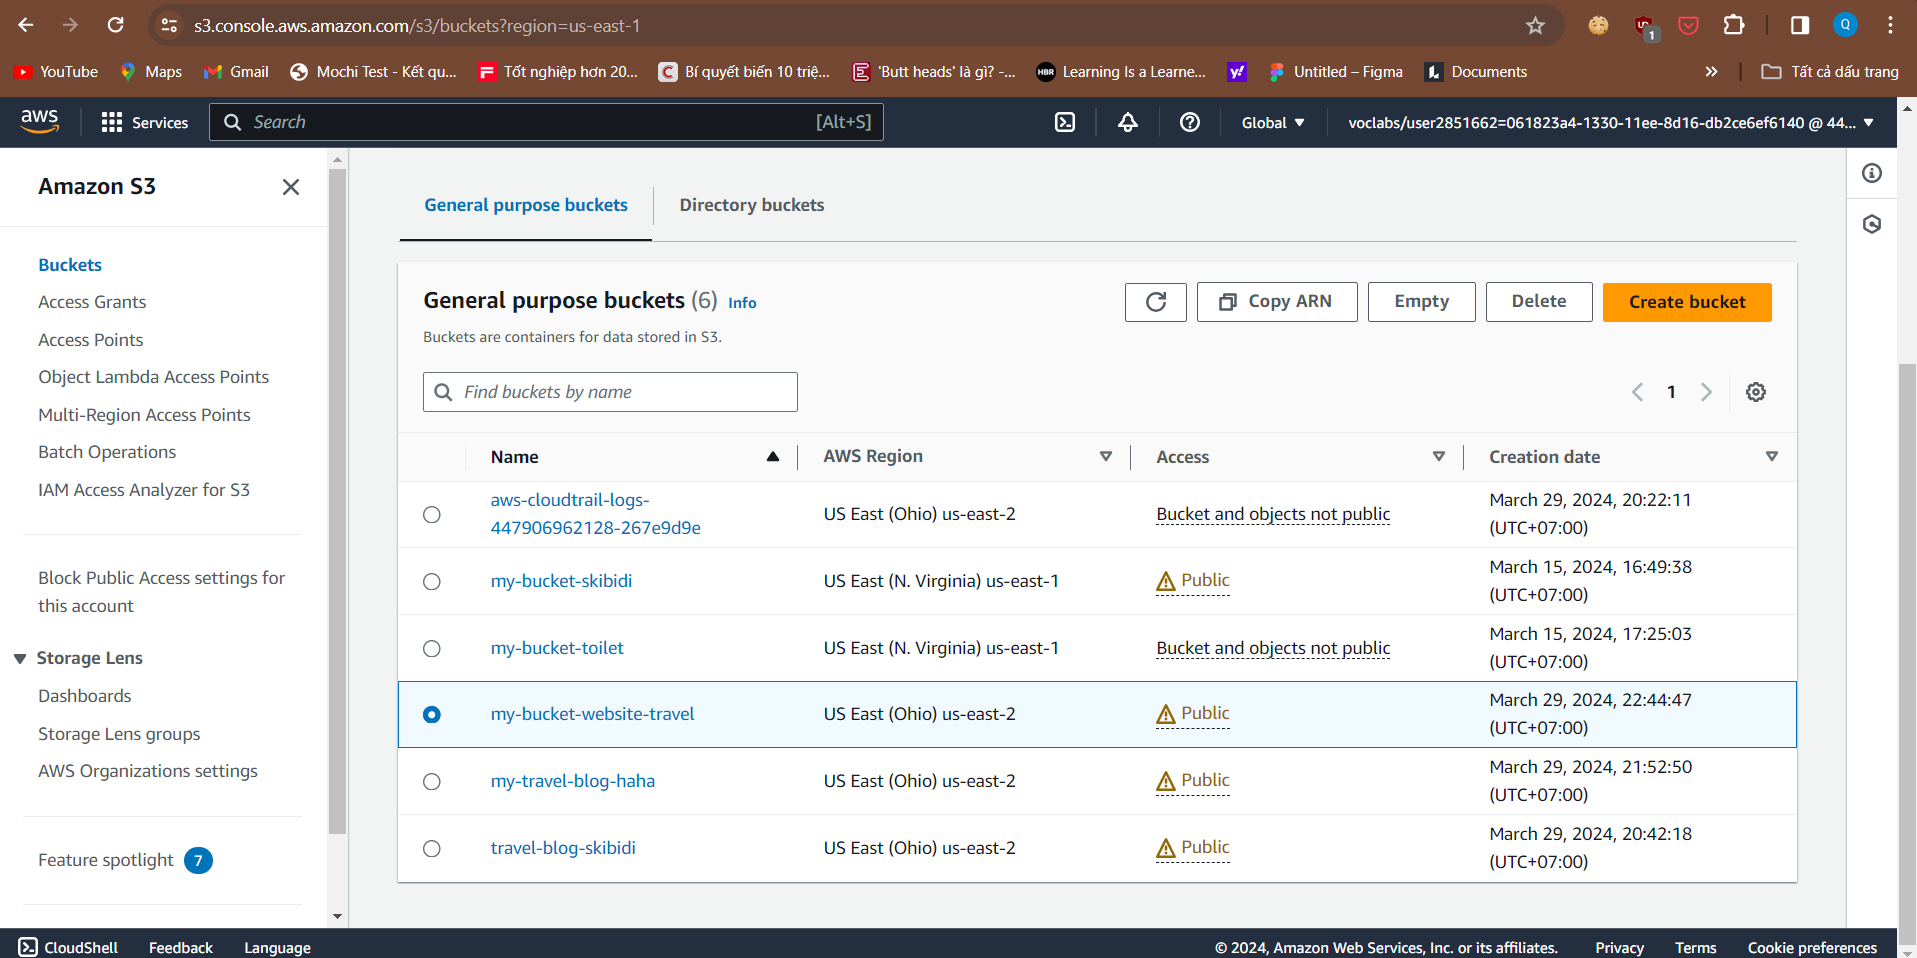 s3.console.aws.amazon.com/s3/buckets?region=us-east-1
1
Q
YouTube
Maps
Gmail
Mochi Test - Kết qu...
Tốt nghiệp hơn 20...
Bí quyết biến 10 triệ...
'Butt heads' là gì? -...
HBR Learning Is a Learne...
Untitled – Figma
Documents
Tất cả dấu trang
aws
Services
Search
[Alt+S]
Global
voclabs/user2851662=061823a4-1330-11ee-8d16-db2ce6ef6140 @ 44...
Amazon S3
Buckets
Access Grants
Access Points
Object Lambda Access Points
Multi-Region Access Points
Batch Operations
IAM Access Analyzer for S3
Block Public Access settings for
this account
Storage Lens
Dashboards
Storage Lens groups
AWS Organizations settings
Feature spotlight 7
General purpose buckets
Directory buckets
General purpose buckets (6) Info
Buckets are containers for data stored in S3.
Copy ARN
Empty
Delete
Create bucket
Find buckets by name
1
Name
AWS Region
Access
Creation date
aws-cloudtrail-logs-
447906962128-267e9d9e
US East (Ohio) us-east-2
Bucket and objects not public
March 29, 2024, 20:22:11
(UTC+07:00)
my-bucket-skibidi
US East (N. Virginia) us-east-1
Public
March 15, 2024, 16:49:38
(UTC+07:00)
my-bucket-toilet
US East (N. Virginia) us-east-1
Bucket and objects not public
March 15, 2024, 17:25:03
(UTC+07:00)
my-bucket-website-travel
US East (Ohio) us-east-2
Public
March 29, 2024, 22:44:47
(UTC+07:00)
my-travel-blog-haha
US East (Ohio) us-east-2
Public
March 29, 2024, 21:52:50
(UTC+07:00)
travel-blog-skibidi
US East (Ohio) us-east-2
Public
March 29, 2024, 20:42:18
(UTC+07:00)
CloudShell
Feedback
Language
© 2024, Amazon Web Services, Inc. or its affiliates.
Privacy
Terms
Cookie preferences